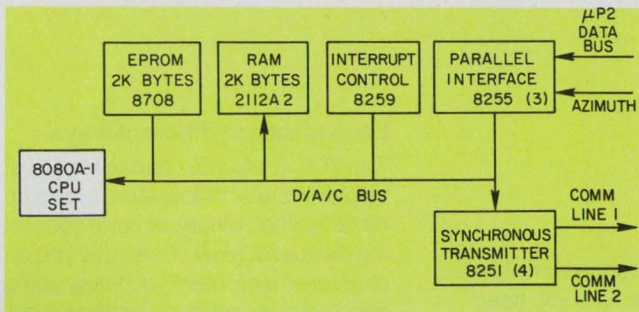 EPROM
2K BYTES
8708
RAM
2K BYTES
2112A 2
INTERRUPT
CONTROL
8259
PARALLEL
INTERFACE
8255 (3)
μP2
DATA
BUS
AZIMUTH
8080A-1
CPU
SET
D/A/C BUS
SYNCHRONOUS
TRANSMITTER
8251 (4)
COMM
LINE 1
COMM
LINE 2